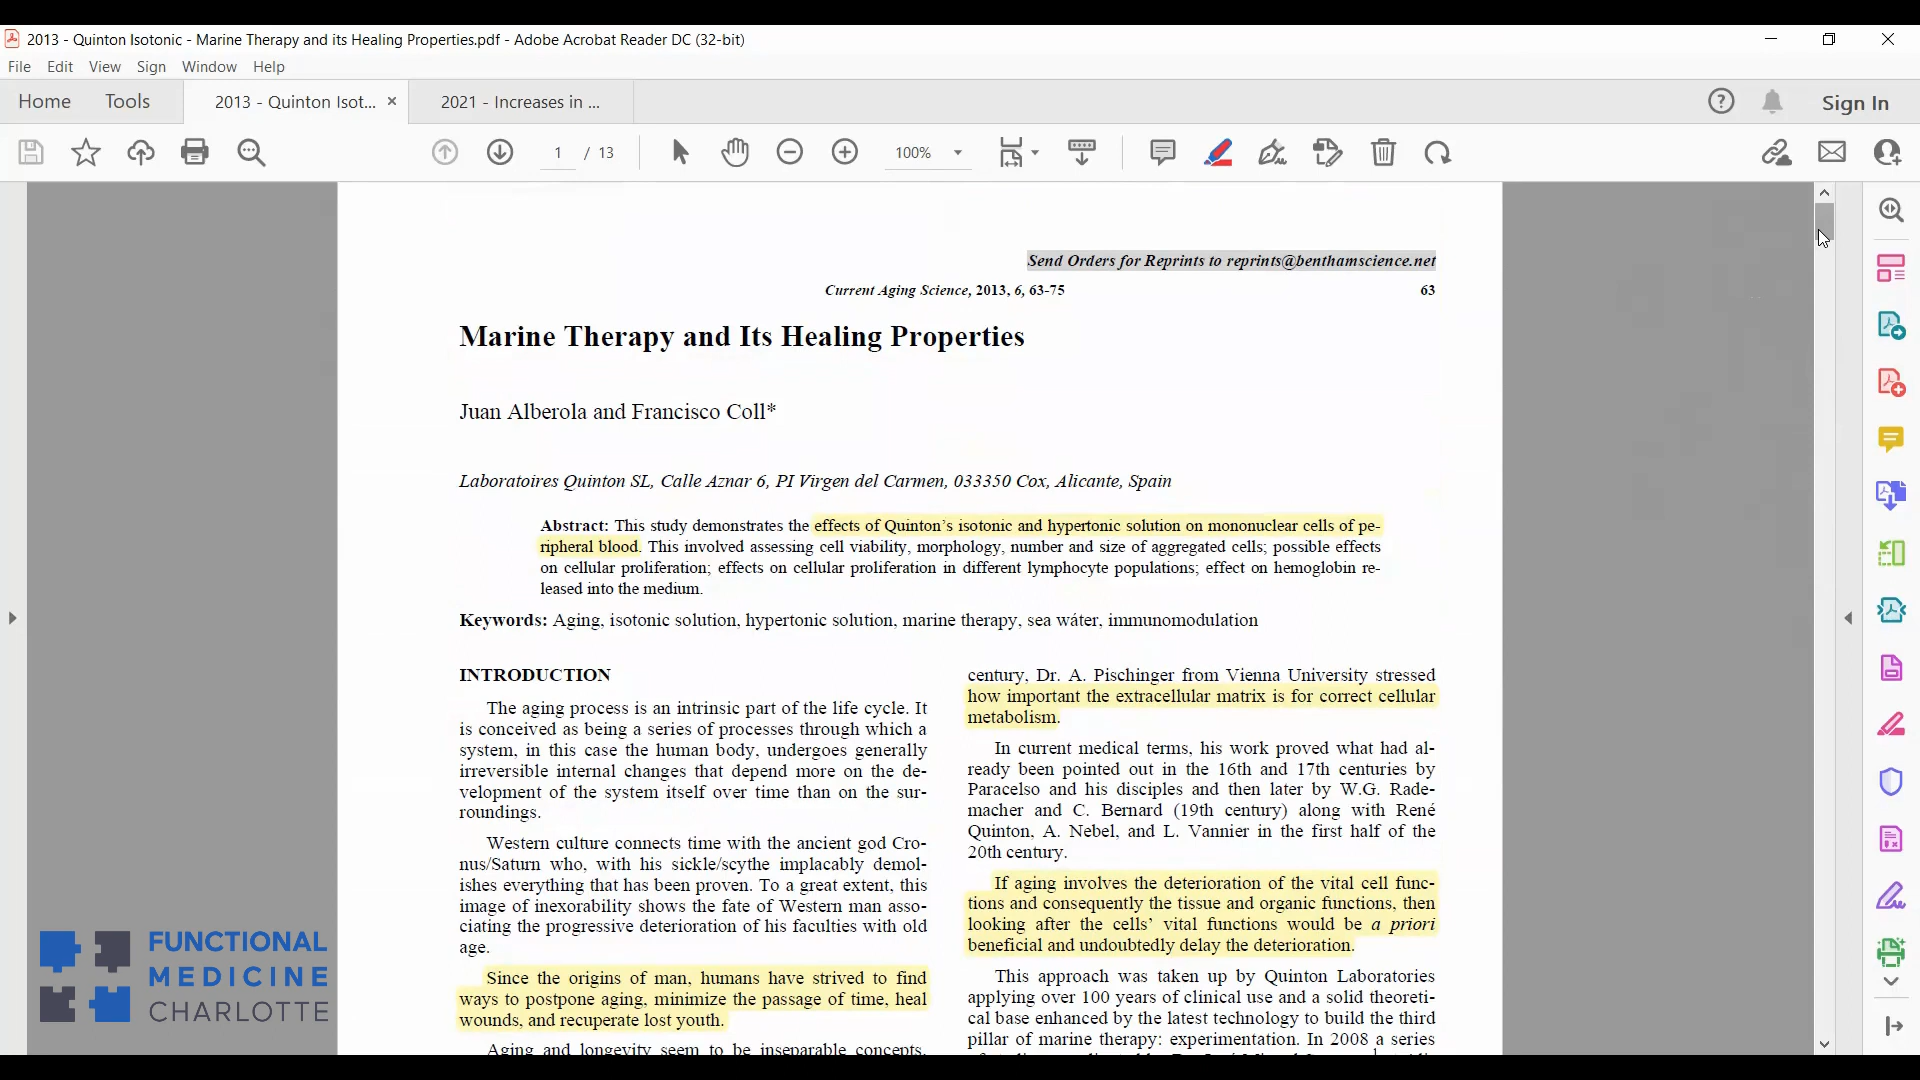 2013 - Quinton Isotonic - Marine Therapy and its Healing Properties.pdf - Adobe Acrobat Reader DC (32-bit)
File Edit View Sign Window Help
Home Tools 2013 - Quinton Isot... × 2021 - Increases in ... Sign In
1 / 13 100%
Send Orders for Reprints to reprints@benthamscience.net
Current Aging Science, 2013, 6, 63-75 63
Marine Therapy and Its Healing Properties
Juan Alberola and Francisco Coll*
Laboratoires Quinton SL, Calle Aznar 6, PI Virgen del Carmen, 033350 Cox, Alicante, Spain
Abstract: This study demonstrates the effects of Quinton's isotonic and hypertonic solution on mononuclear cells of pe-
ripheral blood. This involved assessing cell viability, morphology, number and size of aggregated cells; possible effects
on cellular proliferation; effects on cellular proliferation in different lymphocyte populations; effect on hemoglobin re-
leased into the medium.
Keywords: Aging, isotonic solution, hypertonic solution, marine therapy, sea wáter, immunomodulation
INTRODUCTION
The aging process is an intrinsic part of the life cycle. It
is conceived as being a series of processes through which a
system, in this case the human body, undergoes generally
irreversible internal changes that depend more on the de-
velopment of the system itself over time than on the sur-
roundings.
Western culture connects time with the ancient god Cro-
nus/Saturn who, with his sickle/scythe implacably demol-
ishes everything that has been proven. To a great extent, this
image of inexorability shows the fate of Western man asso-
ciating the progressive deterioration of his faculties with old
age.
Since the origins of man, humans have strived to find
ways to postpone aging, minimize the passage of time, heal
wounds, and recuperate lost youth.
Aging and longevity seem to be inseparable concepts.
century, Dr. A. Pischinger from Vienna University stressed
how important the extracellular matrix is for correct cellular
metabolism.
In current medical terms, his work proved what had al-
ready been pointed out in the 16th and 17th centuries by
Paracelso and his disciples and then later by W.G. Rade-
macher and C. Bernard (19th century) along with René
Quinton, A. Nebel, and L. Vannier in the first half of the
20th century.
If aging involves the deterioration of the vital cell func-
tions and consequently the tissue and organic functions, then
looking after the cells' vital functions would be a priori
beneficial and undoubtedly delay the deterioration.
This approach was taken up by Quinton Laboratories
applying over 100 years of clinical use and a solid theoreti-
cal base enhanced by the latest technology to build the third
pillar of marine therapy: experimentation. In 2008 a series
FUNCTIONAL
MEDICINE
CHARLOTTE